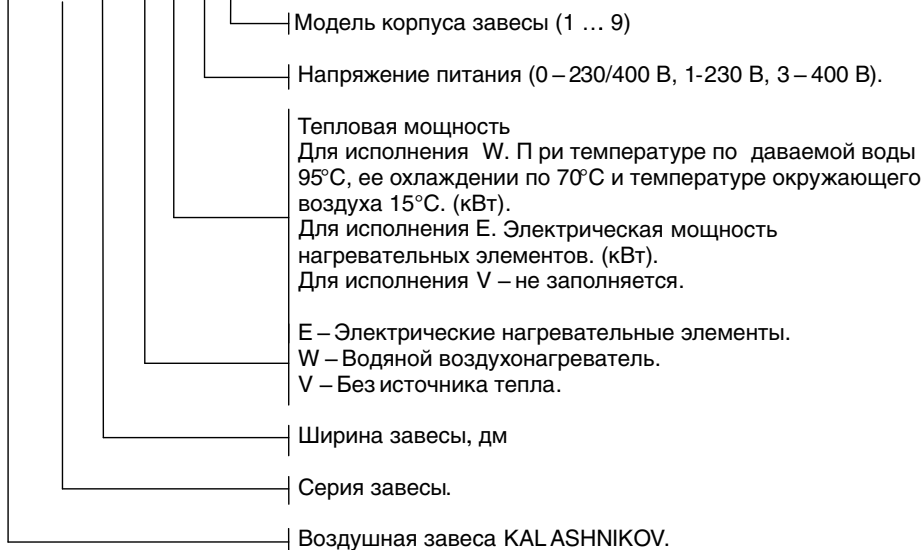 Модель корпуса завесы (1 … 9)
Напряжение питания (0 – 230/400 В, 1-230 В, 3 – 400 В).
Тепловая мощность
Для исполнения W. П ри температуре по даваемой воды
95°С, ее охлаждении по 70°С и температуре окружающего
воздуха 15°С. (кВт).
Для исполнения Е. Электрическая мощность
нагревательных элементов. (кВт).
Для исполнения V – не заполняется.
Е – Электрические нагревательные элементы.
W – Водяной воздухонагреватель.
V – Без источника тепла.
Ширина завесы, дм
Серия завесы.
Воздушная завеса KAL ASHNIKOV.